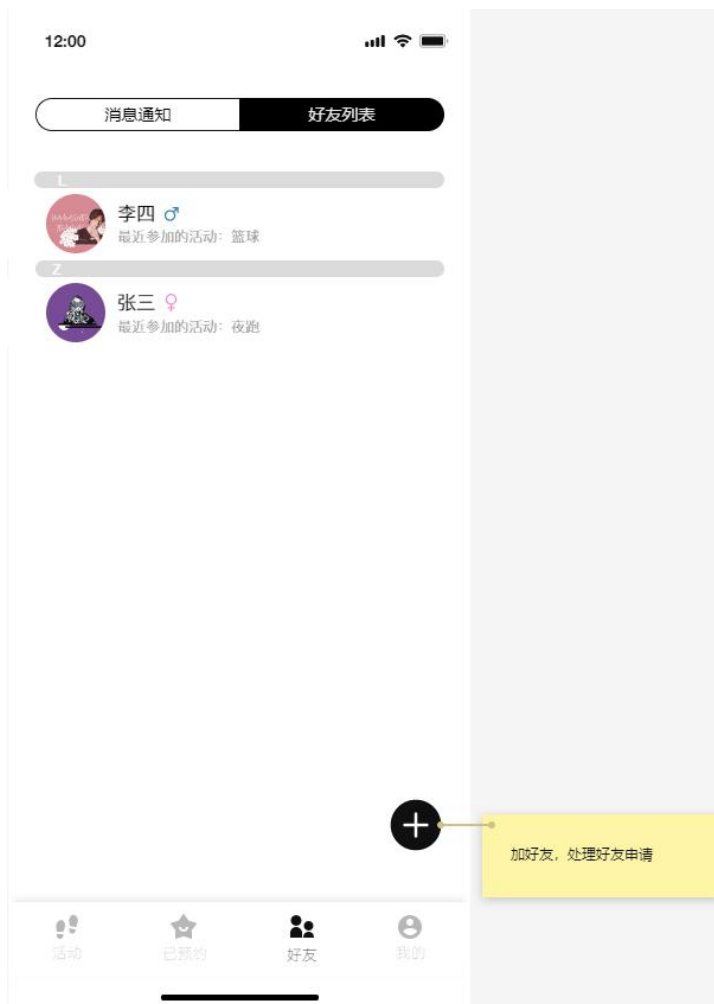 12:00
消息通知
好友列表
L
李四
最近参加的活动：篮球
Z
张三
最近参加的活动：夜跑
加好友，处理好友申请
活动
已预约
好友
我的